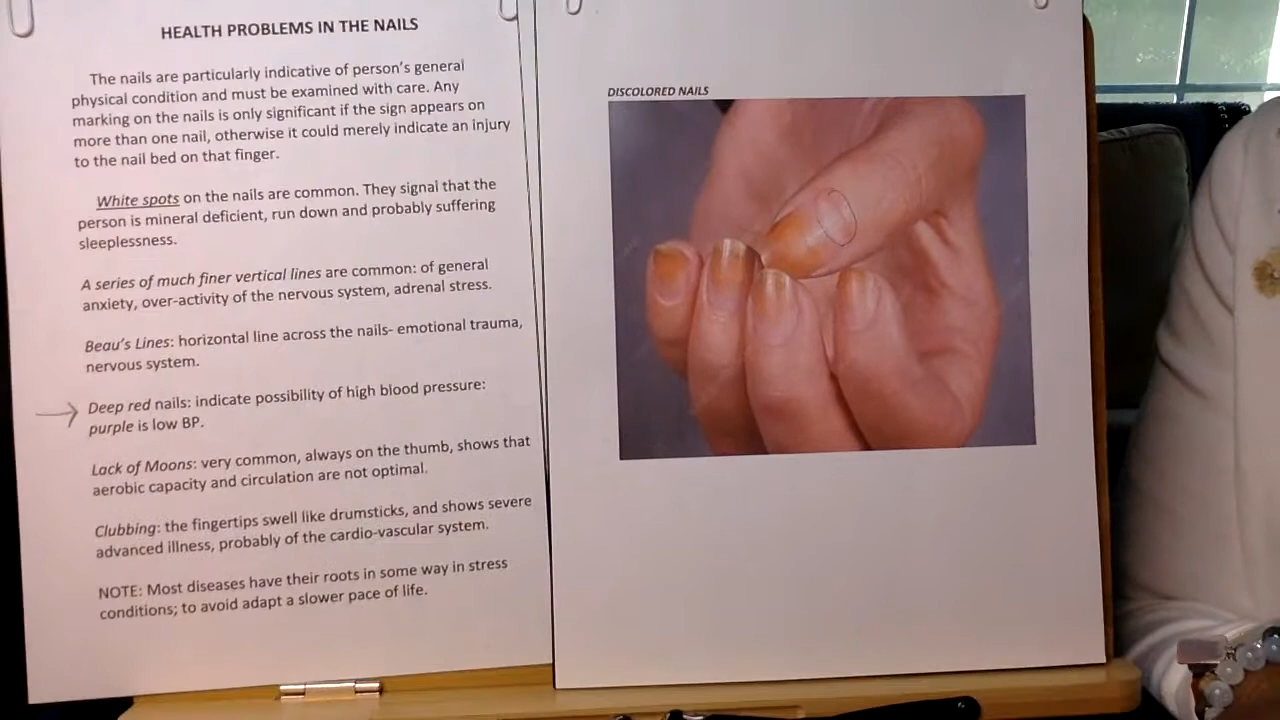 HEALTH PROBLEMS IN THE NAILS
The nails are particularly indicative of person's general
physical condition and must be examined with care. Any
marking on the nails is only significant if the sign appears on
more than one nail, otherwise it could merely indicate an injury
to the nail bed on that finger.
White spots on the nails are common. They signal that the
person is mineral deficient, run down and probably suffering
sleeplessness.
A series of much finer vertical lines are common: of general
anxiety, over-activity of the nervous system, adrenal stress.
Beau's Lines: horizontal line across the nails- emotional trauma,
nervous system.
Deep red nails: indicate possibility of high blood pressure:
purple is low BP.
Lack of Moons: very common, always on the thumb, shows that
aerobic capacity and circulation are not optimal.
Clubbing: the fingertips swell like drumsticks, and shows severe
advanced illness, probably of the cardio-vascular system.
NOTE: Most diseases have their roots in some way in stress
conditions; to avoid adapt a slower pace of life.
DISCOLORED NAILS